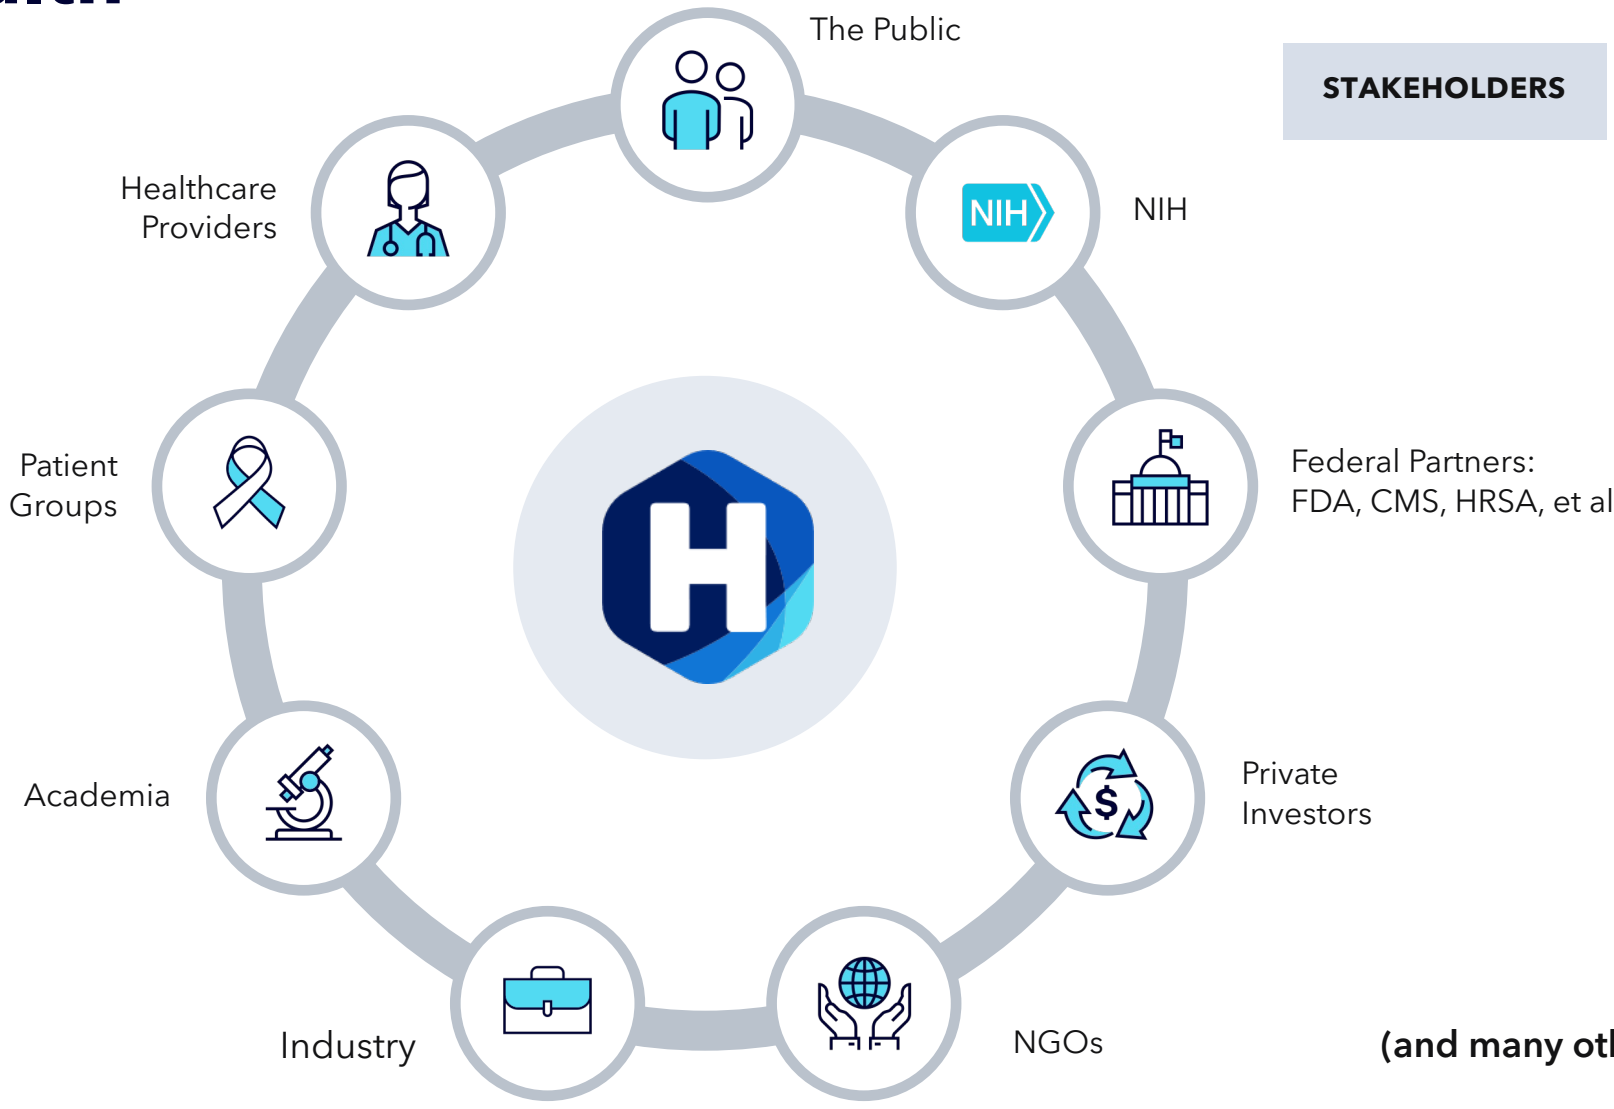 The Public
STAKEHOLDERS
Healthcare
Providers
NIH
NIH
Patient
Groups
Federal Partners:
FDA, CMS, HRSA, et al
H
Academia
$
Private
Investors
Industry
NGOs
(and many